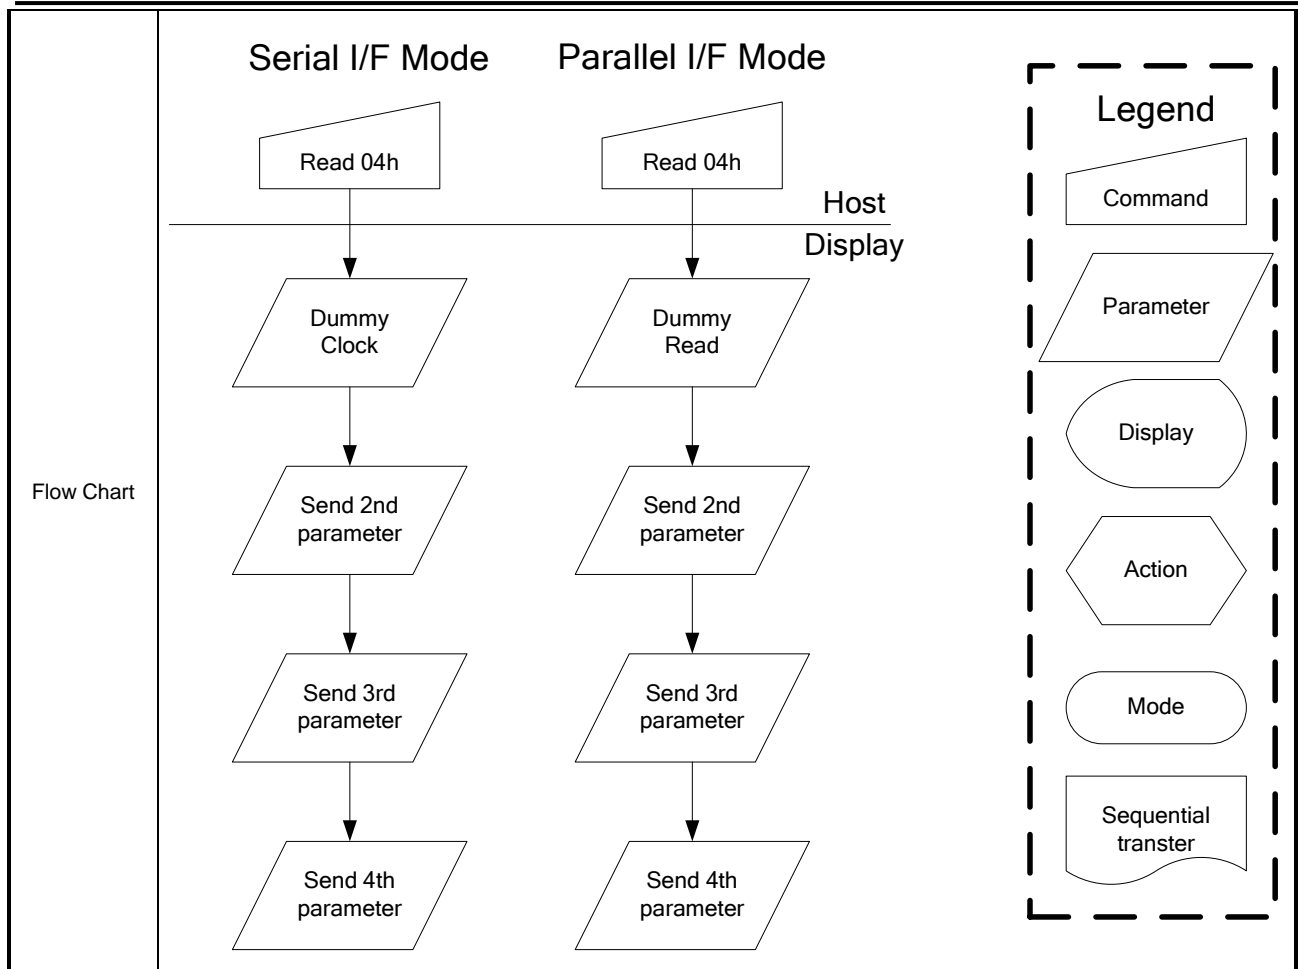 Flow Chart
Serial I/F Mode
Read 04h
Dummy
Clock
Send 2nd
parameter
Send 3rd
parameter
Send 4th
parameter
Parallel I/F Mode
Read 04h
Dummy
Read
Send 2nd
parameter
Send 3rd
parameter
Send 4th
parameter
Host
Display
Legend
Command
Parameter
Display
Action
Mode
Sequential
transter